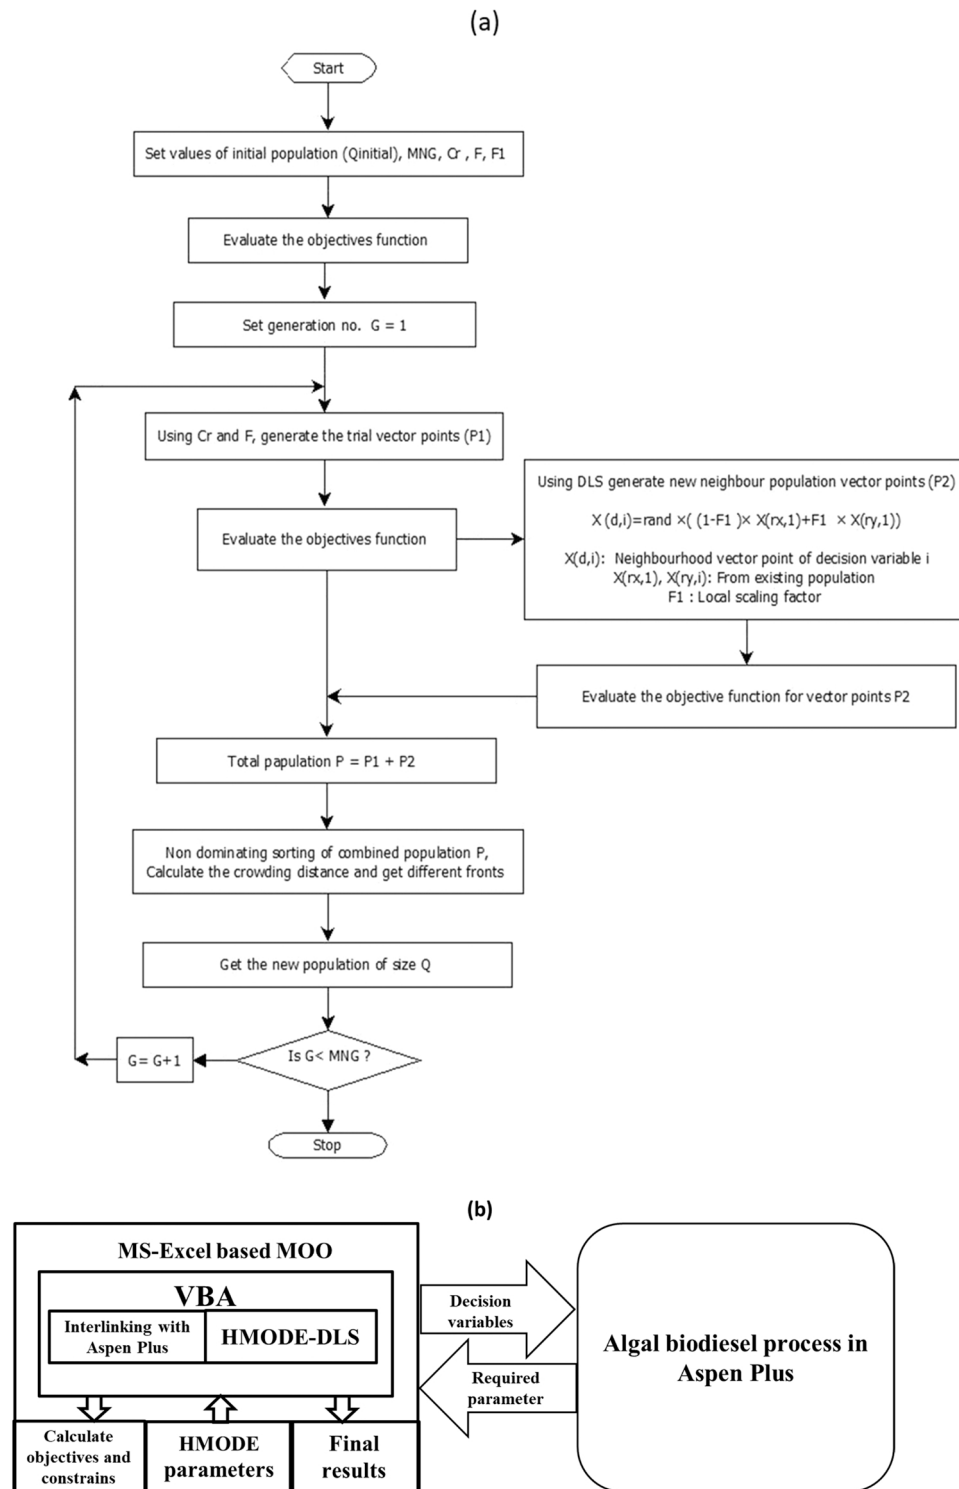 (a)
Start
Set values of initial population (Qinitial), MNG, Cr , F, F1
Evaluate the objectives function
Set generation no. G = 1
Using Cr and F, generate the trial vector points (P1)
Evaluate the objectives function
Using DLS generate new neighbour population vector points (P2)
X (d,i)=rand ×( (1-F1 )× X(rx,1)+F1 × X(ry,1))
X(d,i): Neighbourhood vector point of decision variable i
X(rx,1), X(ry,i): From existing population
F1 : Local scaling factor
Evaluate the objective function for vector points P2
Total papulation P = P1 + P2
Non dominating sorting of combined population P,
Calculate the crowding distance and get different fronts
Get the new population of size Q
Is G< MNG ?
G= G+1
Stop
(b)
MS-Excel based MOO
VBA
Interlinking with
Aspen Plus
HMODE-DLS
Calculate
objectives and
constrains
HMODE
parameters
Final
results
Decision
variables
Required
parameter
Algal biodiesel process in
Aspen Plus